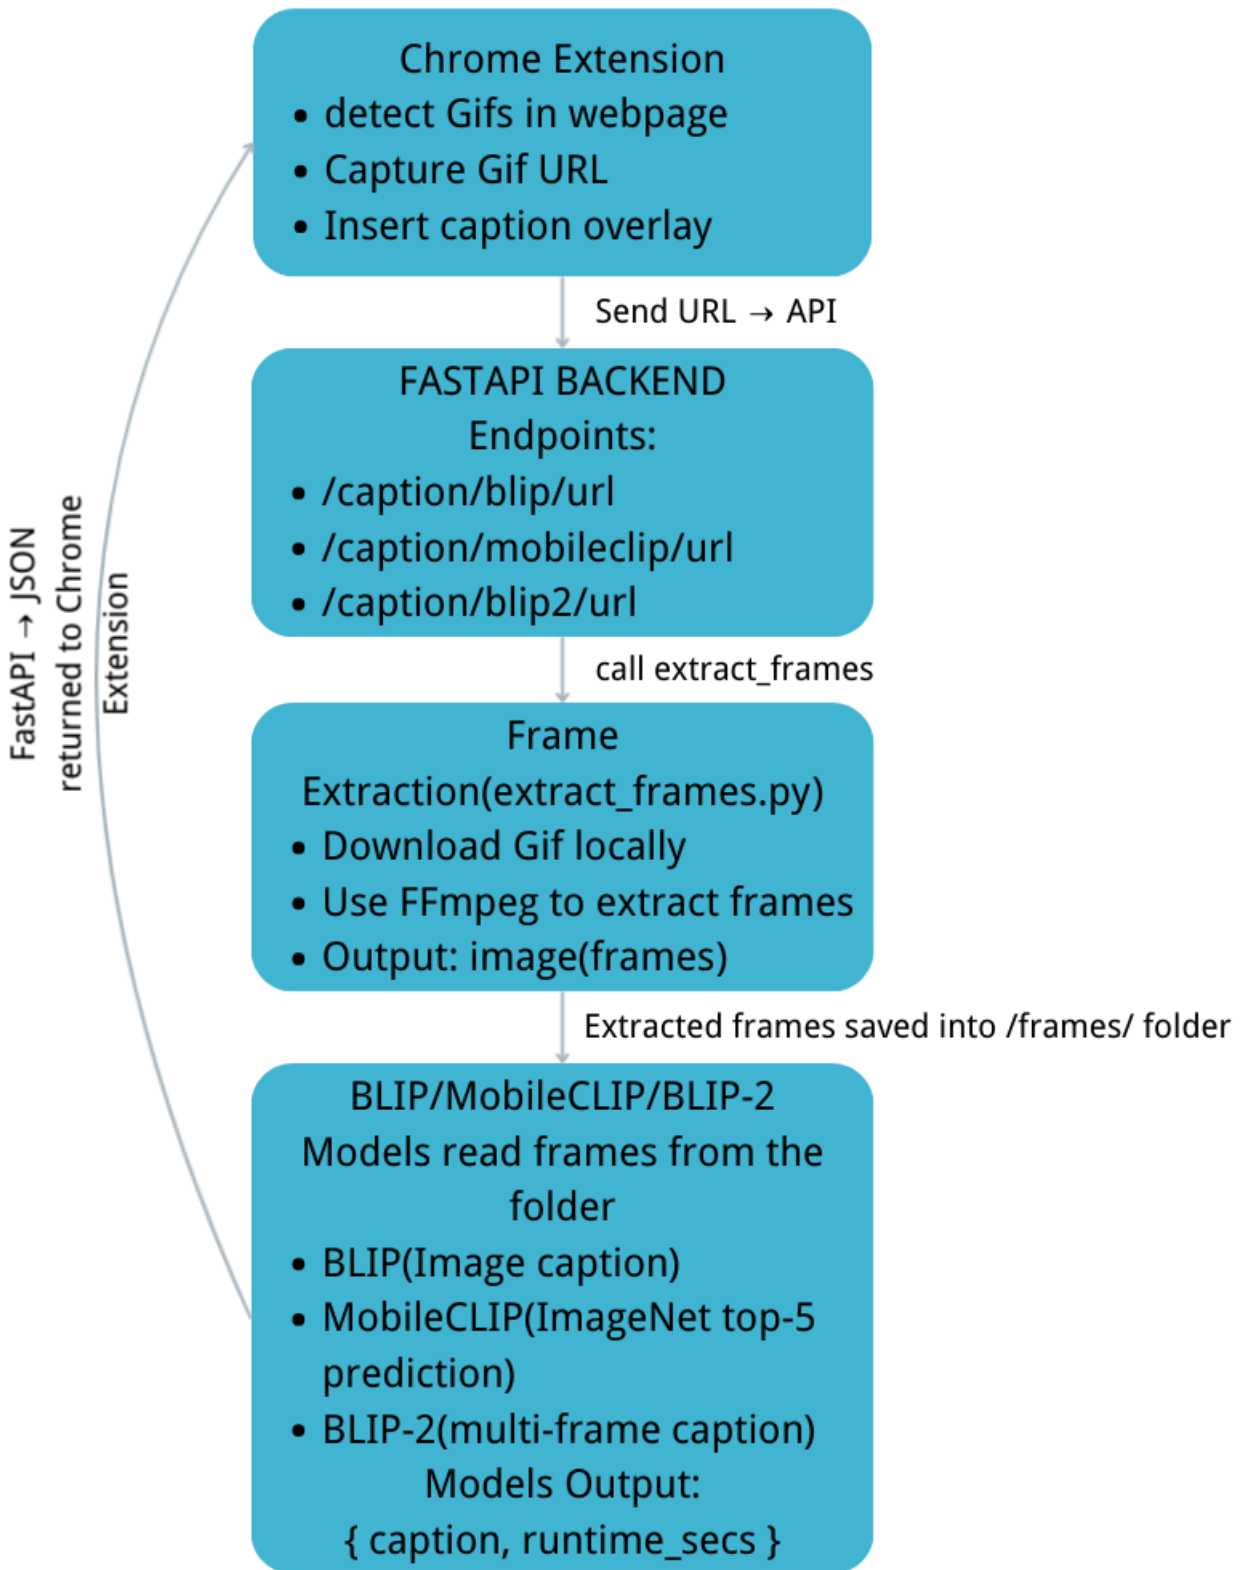 Chrome Extension
• detect Gifs in webpage
• Capture Gif URL
• Insert caption overlay
Send URL → API
FASTAPI BACKEND
Endpoints:
• /caption/blip/url
• /caption/mobileclip/url
• /caption/blip2/url
call extract_frames
Frame
Extraction(extract_frames.py)
• Download Gif locally
• Use FFmpeg to extract frames
• Output: image(frames)
Extracted frames saved into /frames/ folder
BLIP/MobileCLIP/BLIP-2
Models read frames from the
folder
• BLIP(Image caption)
• MobileCLIP(ImageNet top-5
prediction)
• BLIP-2(multi-frame caption)
Models Output:
{ caption, runtime_secs }
FastAPI → JSON
returned to Chrome
Extension